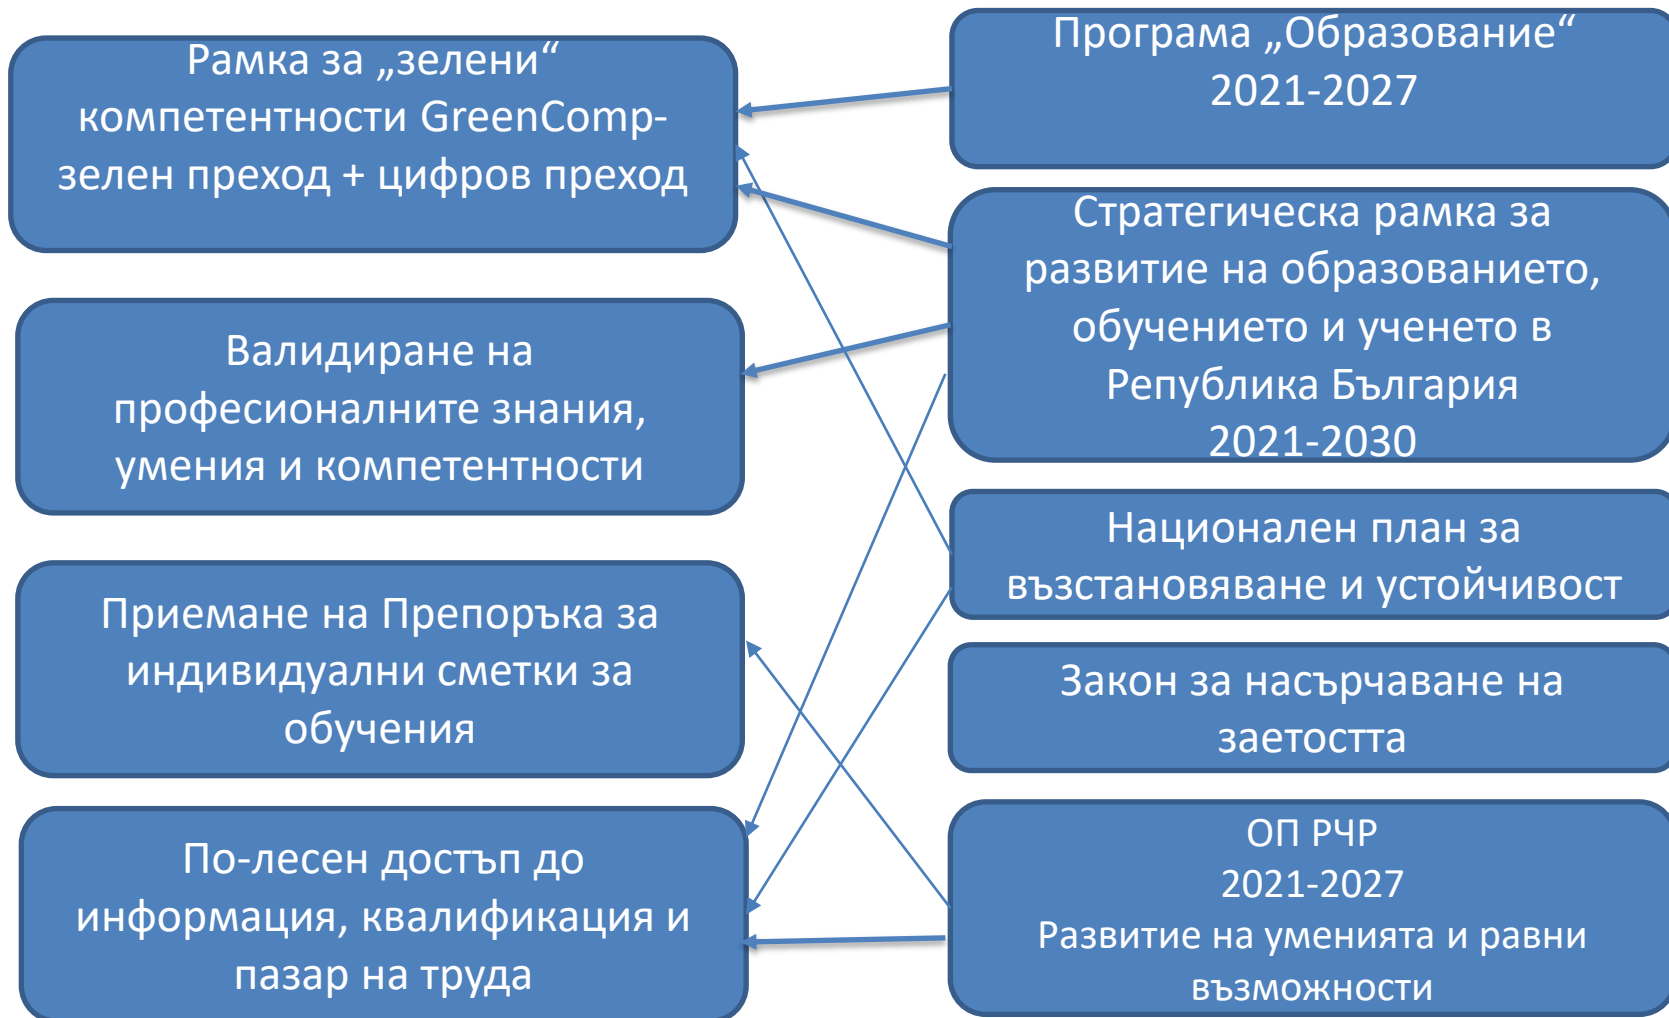 Рамка за „зелени“
компетентности GreenComp-
зелен преход + цифров преход
Валидиране на
професионалните знания,
умения и компетентности
Приемане на Препоръка за
индивидуални сметки за
обучения
По-лесен достъп до
информация, квалификация и
пазар на труда
Програма „Образование“
2021-2027
Стратегическа рамка за
развитие на образованието,
обучението и ученето в
Република България
2021-2030
Национален план за
възстановяване и устойчивост
Закон за насърчаване на
заетостта
ОП РЧР
2021-2027
Развитие на уменията и равни
възможности